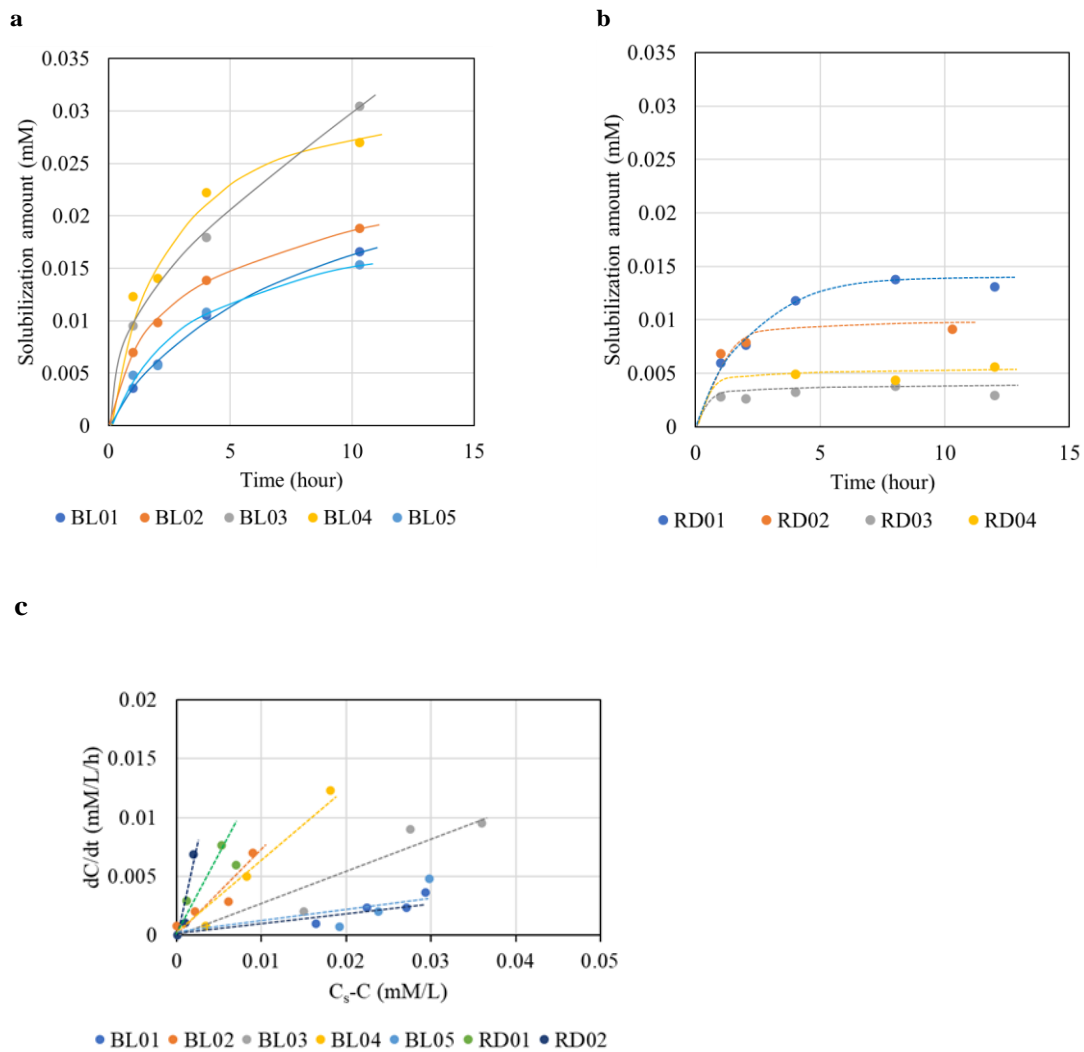 a
b
0.035
0.03
0.025
0.02
0.015
0.01
0.005
0
Solubilization amount (mM)
0 5 10 15
Time (hour)
BL01 BL02 BL03 BL04 BL05
0.035
0.03
0.025
0.02
0.015
0.01
0.005
0
Solubilization amount (mM)
0 5 10 15
Time (hour)
RD01 RD02 RD03 RD04
c
0.02
0.015
0.01
0.005
0
dC/dt (mM/L/h)
0 0.01 0.02 0.03 0.04 0.05
Cₛ-C (mM/L)
BL01 BL02 BL03 BL04 BL05 RD01 RD02